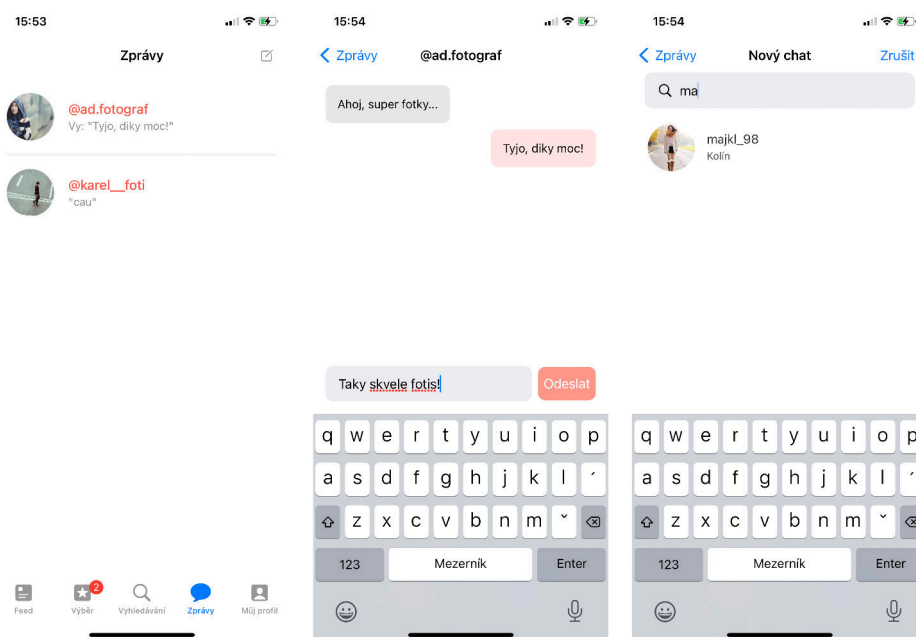 15:53
Zprávy
@ad.fotograf
Vy: "Tyjo, diky moc!"
@karel__foti
"cau"
Feed
2
Výběr
Vyhledávání
Zprávy
Můj profil
15:54
Zprávy
@ad.fotograf
Ahoj, super fotky...
Tyjo, diky moc!
Taky skvele fotis!
Odeslat
q w e r t y u i o p
a s d f g h j k l ´
z x c v b n m ˇ
123 Mezerník Enter
15:54
Zprávy Nový chat Zrušit
ma
majkl_98
Kolín
q w e r t y u i o p
a s d f g h j k l ´
z x c v b n m ˇ
123 Mezerník Enter